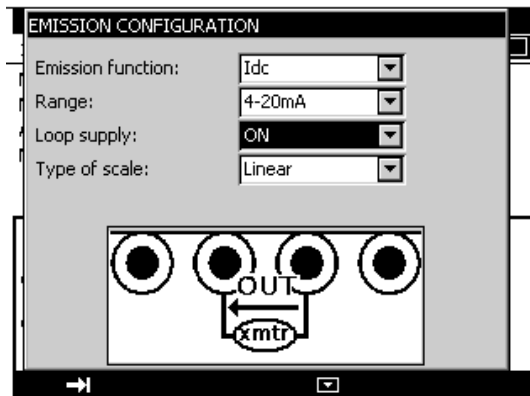 EMISSION CONFIGURATION
Emission function: Idc
Range: 4-20mA
Loop supply: ON
Type of scale: Linear
OUT
xmtr